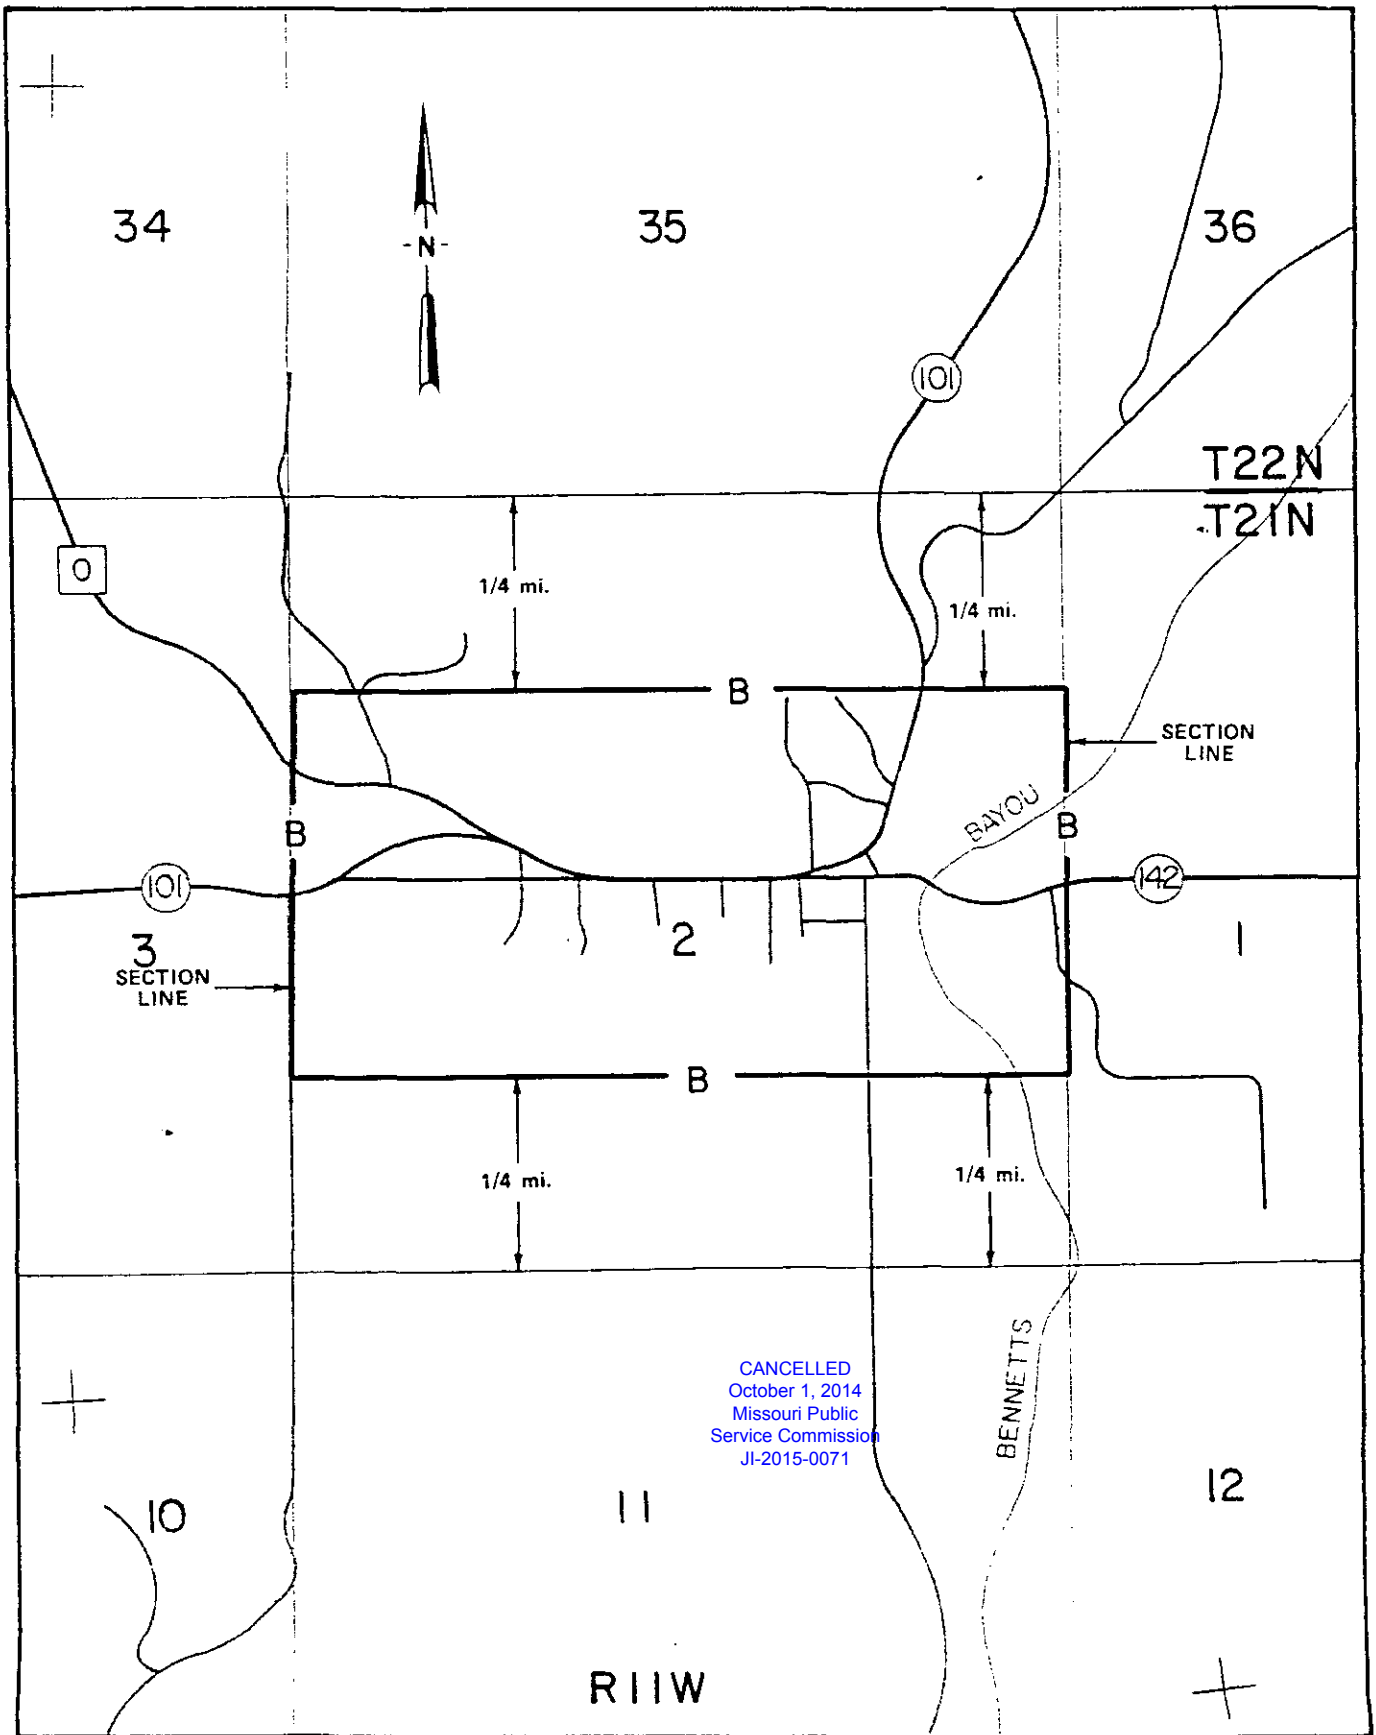 34
35
36
-N-
101
T22N
T21N
O
1/4 mi.
1/4 mi.
B
SECTION
LINE
BAYOU
B
B
101
142
3
2
1
SECTION
LINE
B
1/4 mi.
1/4 mi.
BENNETTS
CANCELLED
October 1, 2014
Missouri Public
Service Commission
JI-2015-0071
10
11
12
R11W